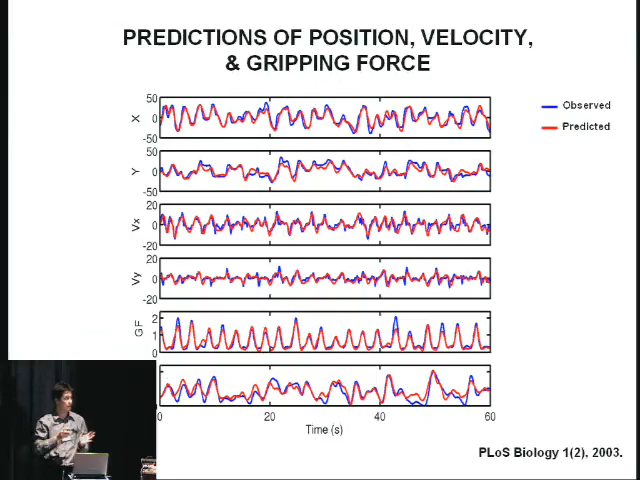 PREDICTIONS OF POSITION, VELOCITY,
& GRIPPING FORCE
Observed
Predicted
50
X
0
-50
50
Y
0
-50
20
Vx
0
-20
20
Vy
0
-20
2
GF
1
0
0 20 40 60
Time (s)
PLoS Biology 1(2), 2003.